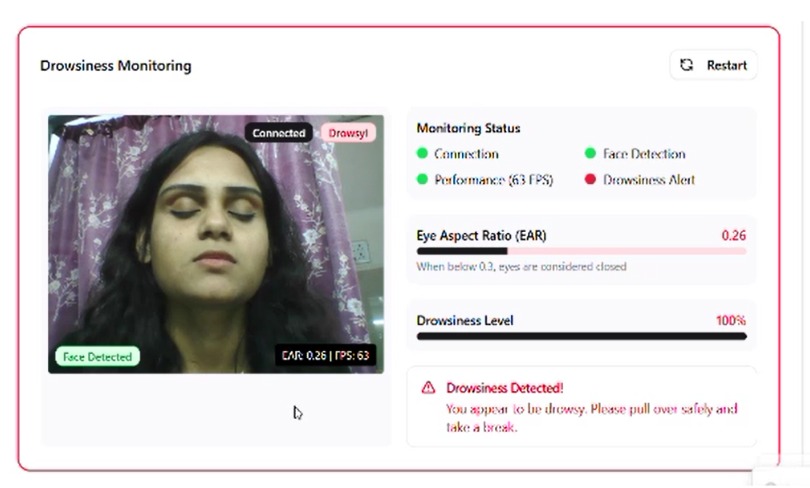 Drowsiness Monitoring
Restart
Connected
Drowsy!
Face Detected
EAR: 0.26 | FPS: 63
Monitoring Status
Connection
Face Detection
Performance (63 FPS)
Drowsiness Alert
Eye Aspect Ratio (EAR)
0.26
When below 0.3, eyes are considered closed
Drowsiness Level
100%
Drowsiness Detected!
You appear to be drowsy. Please pull over safely and
take a break.